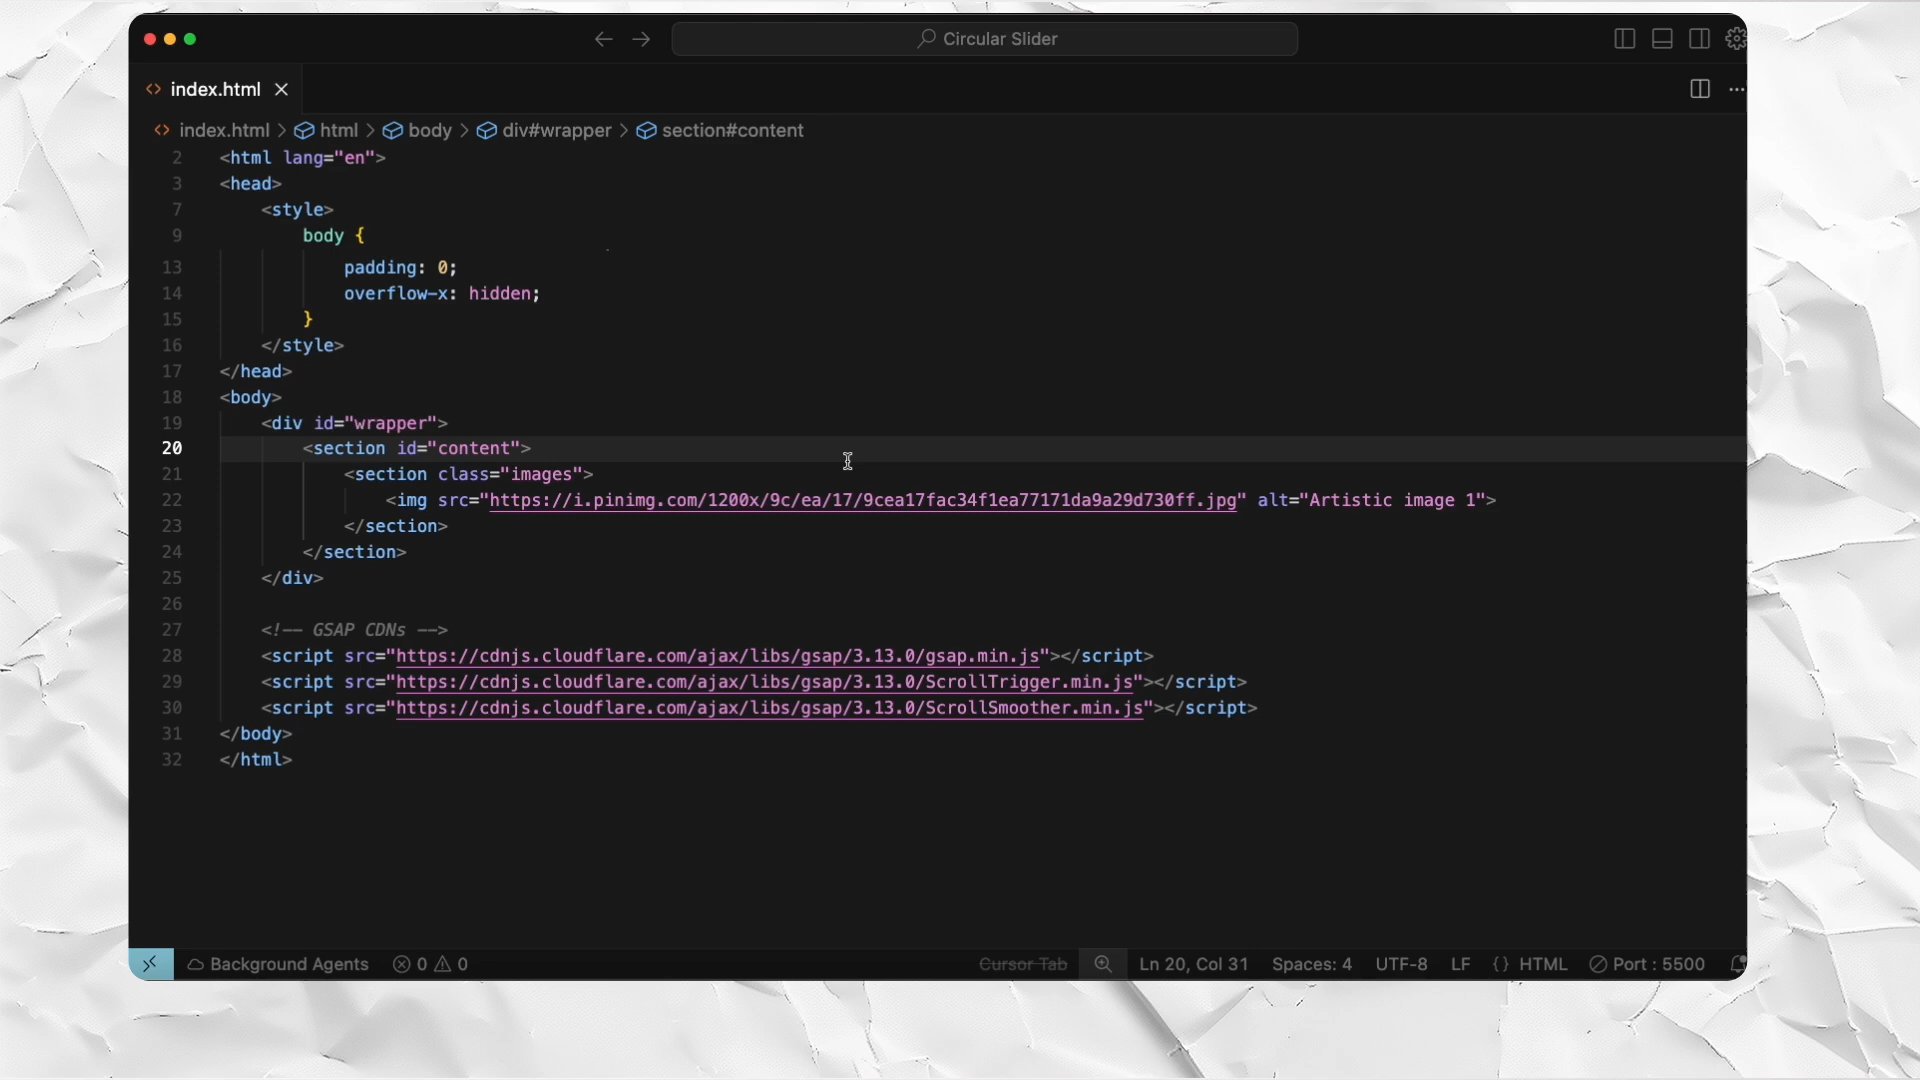 Circular Slider
index.html
index.html > html > body > div#wrapper > section#content
2 <html lang="en">
3 <head>
7 <style>
9 body {
13 padding: 0;
14 overflow-x: hidden;
15 }
16 </style>
17 </head>
18 <body>
19 <div id="wrapper">
20 <section id="content">
21 <section class="images">
22 <img src="https://i.pinimg.com/1200x/9c/ea/17/9cea17fac34f1ea77171da9a29d730ff.jpg" alt="Artistic image 1">
23 </section>
24 </section>
25 </div>
26
27 <!-- GSAP CDNs -->
28 <script src="https://cdnjs.cloudflare.com/ajax/libs/gsap/3.13.0/gsap.min.js"></script>
29 <script src="https://cdnjs.cloudflare.com/ajax/libs/gsap/3.13.0/ScrollTrigger.min.js"></script>
30 <script src="https://cdnjs.cloudflare.com/ajax/libs/gsap/3.13.0/ScrollSmoother.min.js"></script>
31 </body>
32 </html>
Background Agents 0 0 Cursor Tab Ln 20, Col 31 Spaces: 4 UTF-8 LF {} HTML Port : 5500